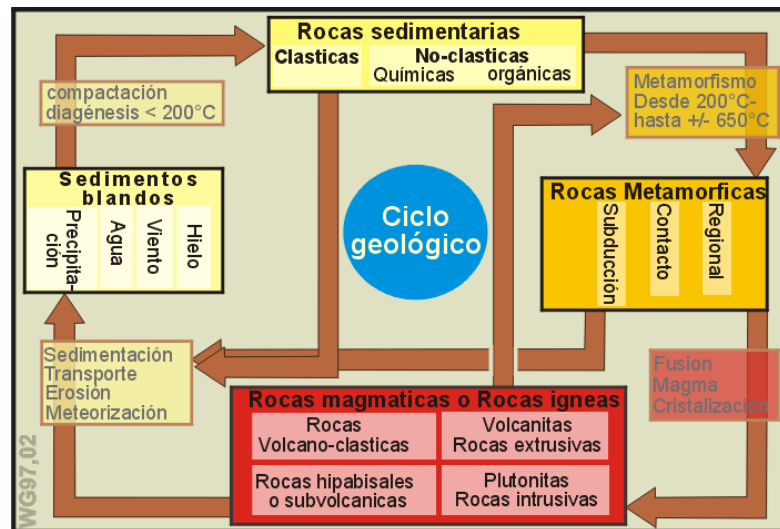 Rocas sedimentarias
Clasticas
No-clasticas
Químicas orgánicas
compactación
diagénesis < 200°C
Metamorfismo
Desde 200°C-
hasta +/- 650°C
Sedimentos
blandos
Precipita-
ción
Agua
Viento
Hielo
Ciclo
geológico
Rocas Metamorficas
Subducción
Contacto
Regional
Sedimentación
Transporte
Erosión
Meteorización
Fusion
Magma
Cristalización
Rocas magmaticas o Rocas igneas
Rocas
Volcano-clasticas
Volcanitas
Rocas extrusivas
Rocas hipabisales
o subvolcanicas
Plutonitas
Rocas intrusivas
WG97,02